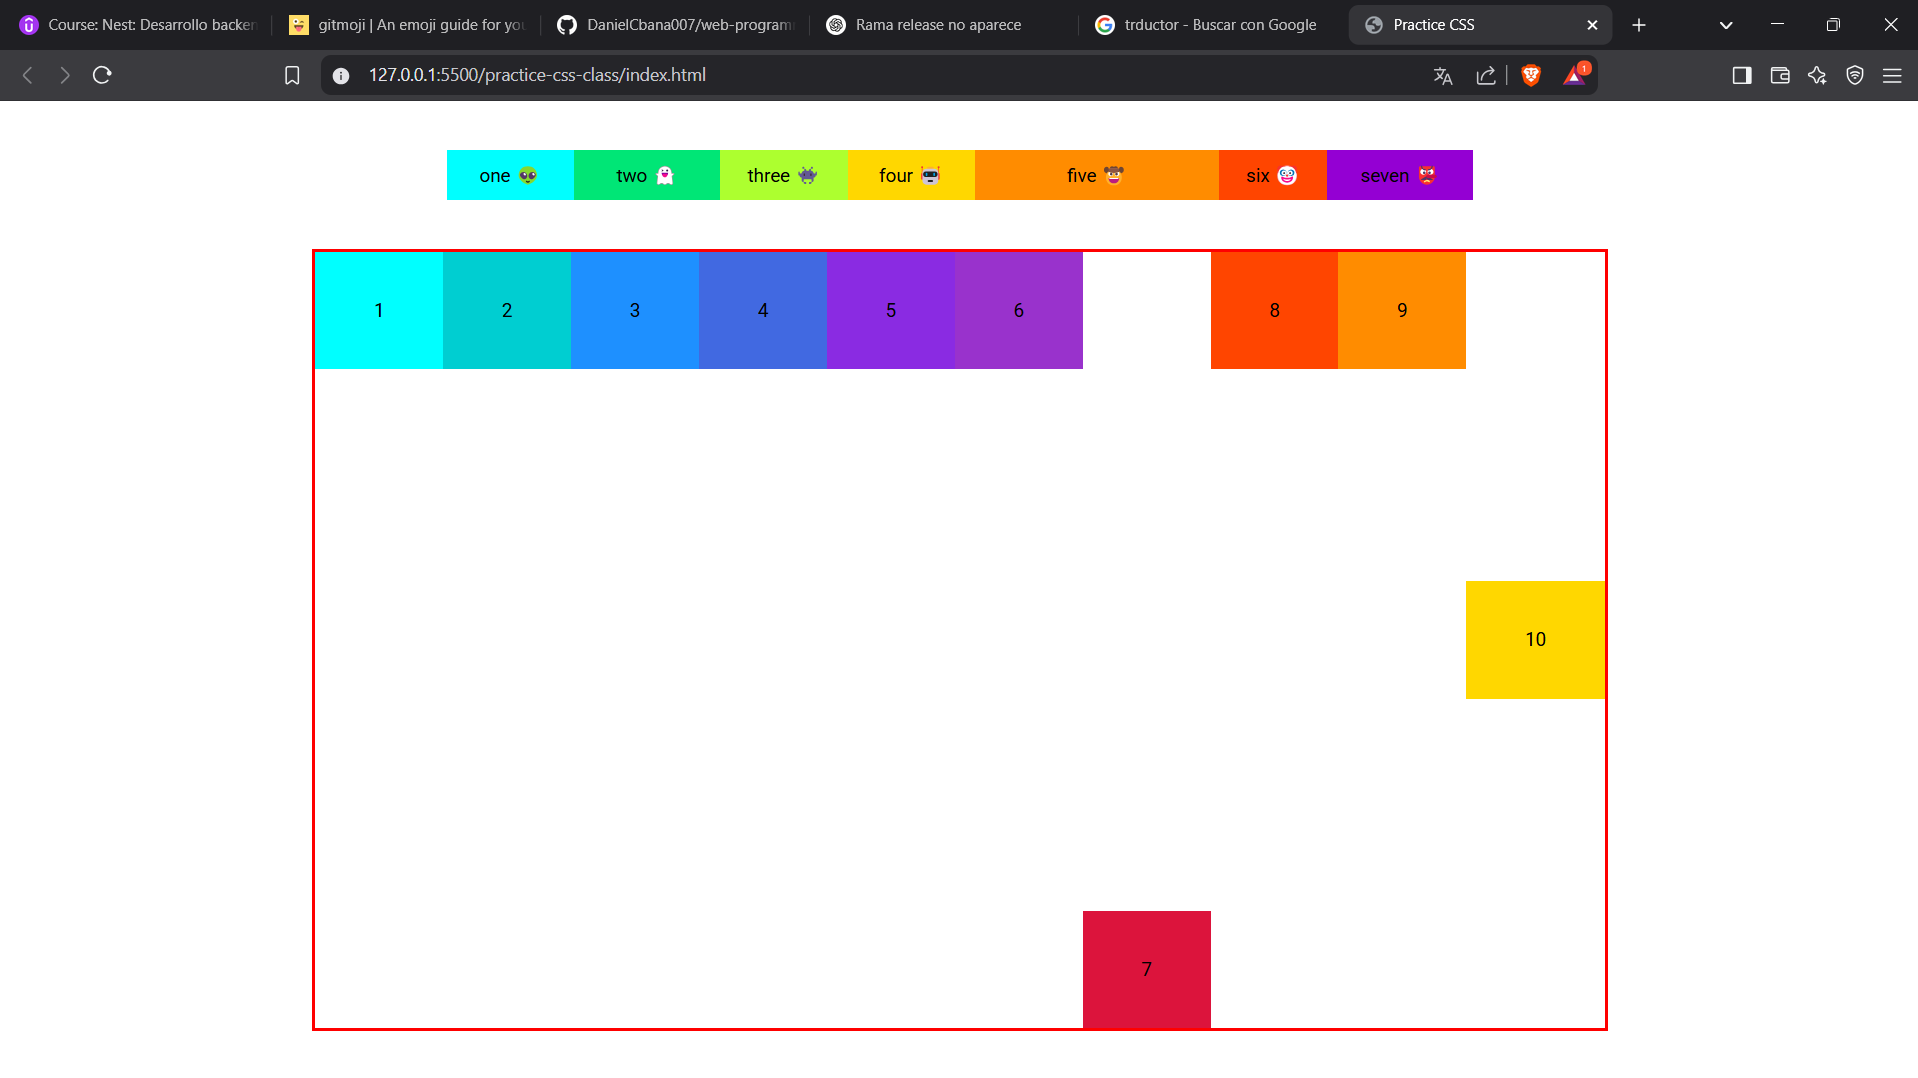 Course: Nest: Desarrollo backen
gitmoji | An emoji guide for you
DanielCbana007/web-programm
Rama release no aparece
trductor - Buscar con Google
Practice CSS
127.0.0.1:5500/practice-css-class/index.html
1
one 👽 two 👻 three 👾 four 🤖 five 🤠 six 🤡 seven 👹
1 2 3 4 5 6 8 9
10
7